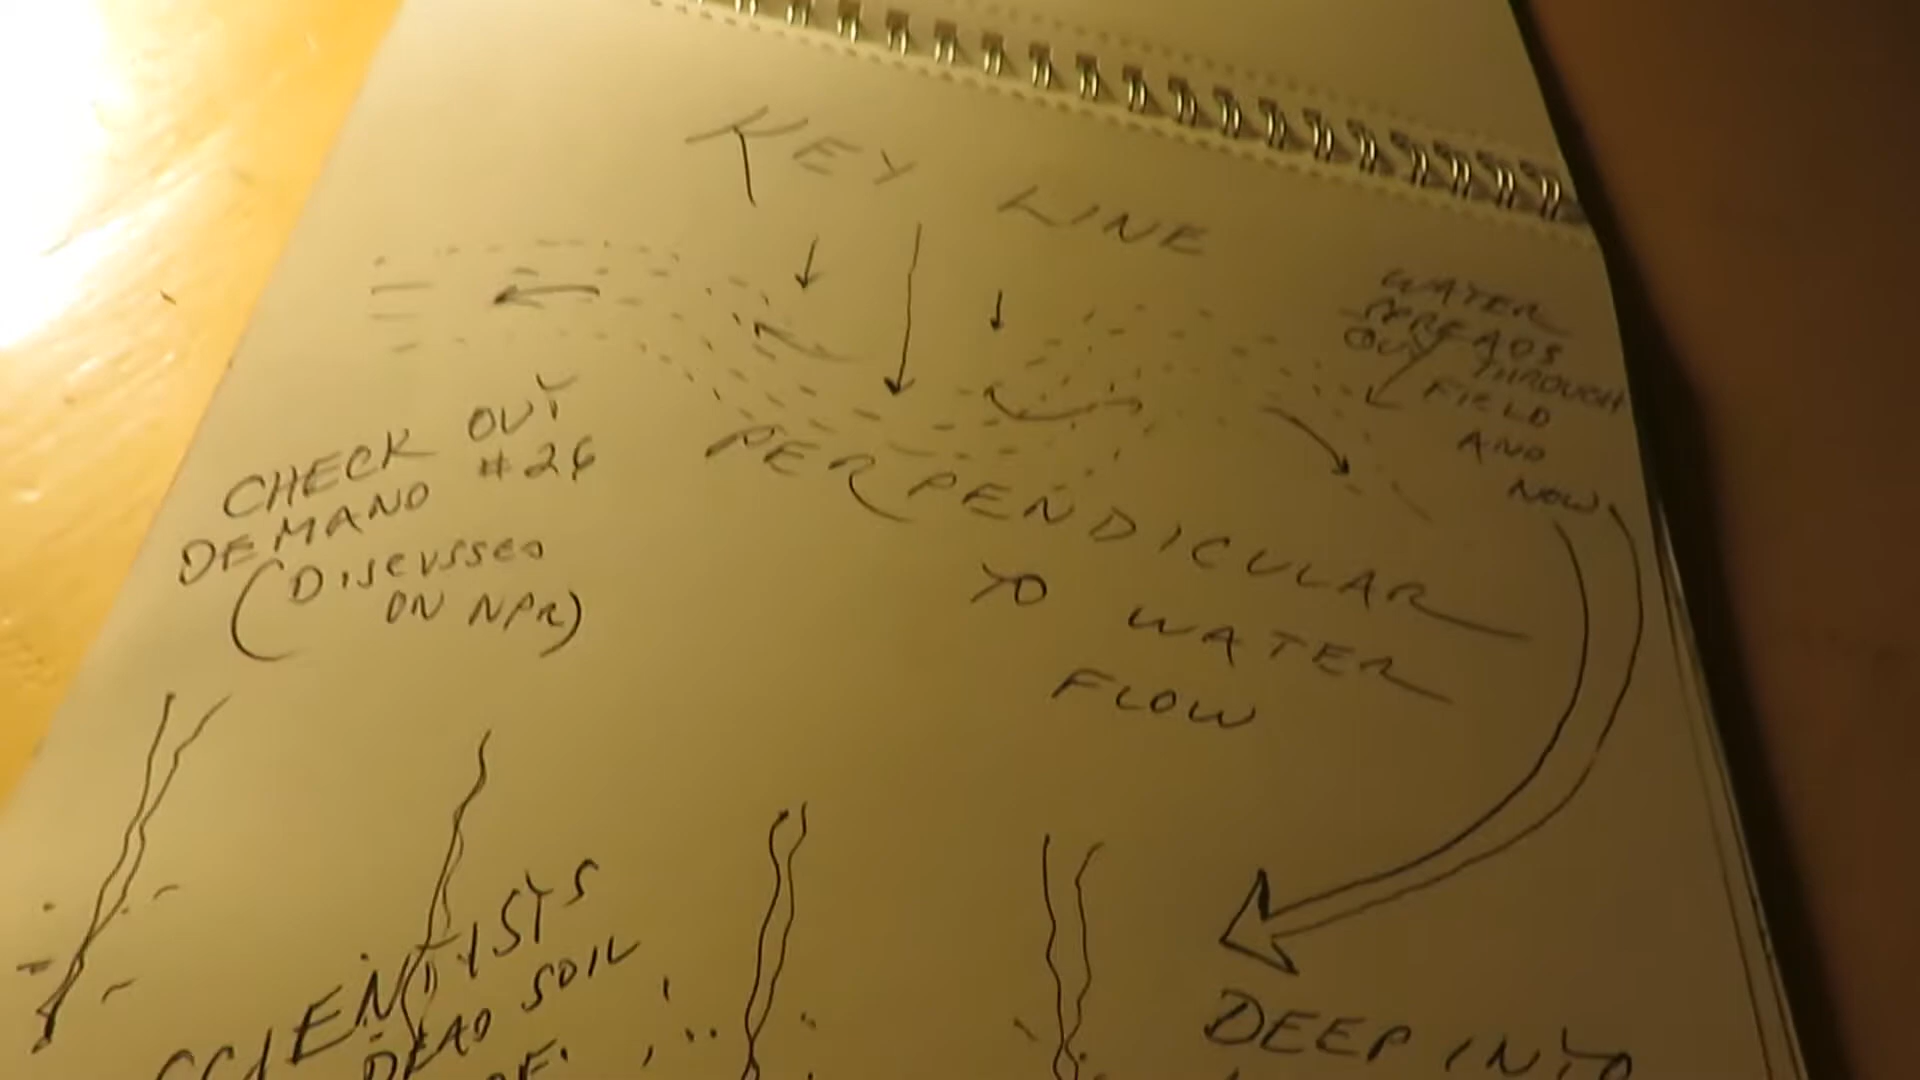 KEY LINE
WATER
SPREADS
OUT THROUGH
FIELD
AND
NOW
CHECK OUT
DEMAND #26
(DISCUSSED
ON NPR)
PERPENDICULAR
TO WATER
FLOW
SCIENTISTS
DEAD SOIL
DEEP INTO